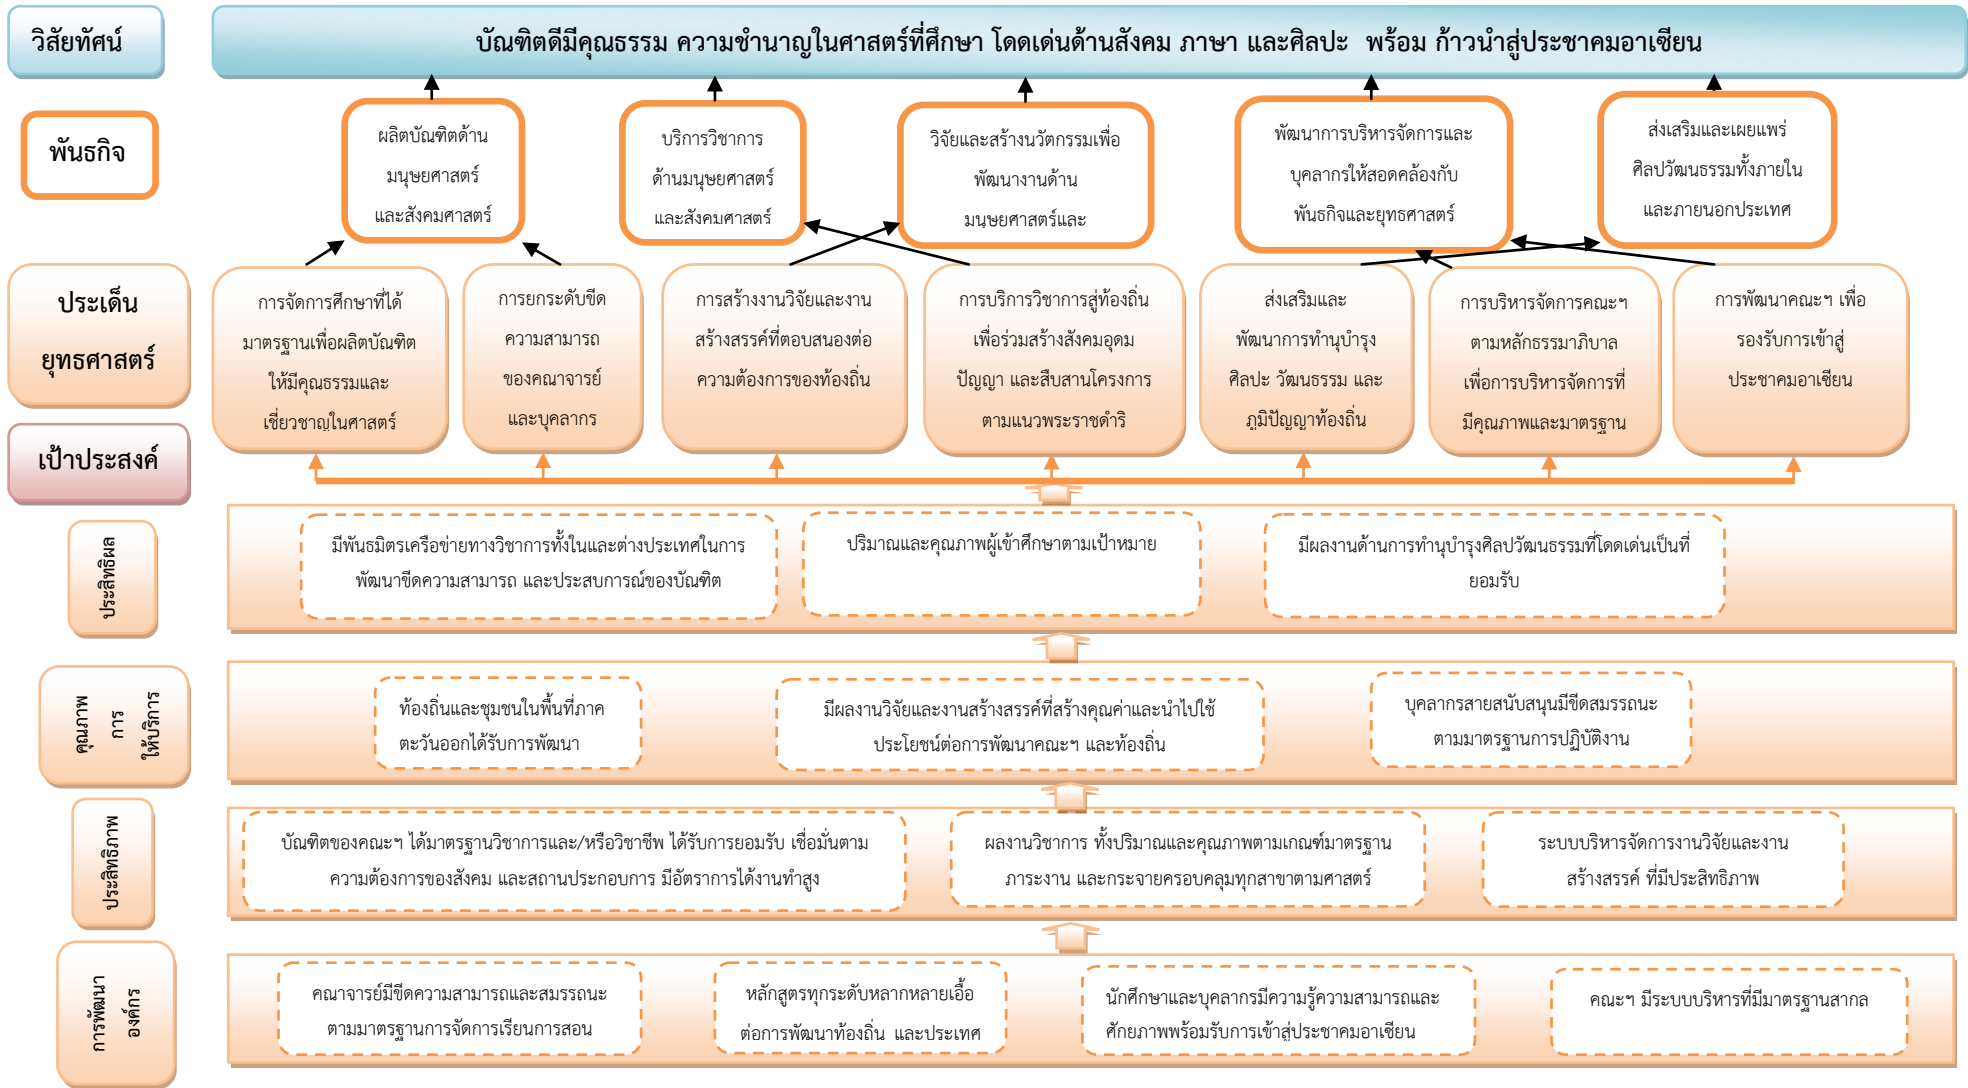 วิสัยทัศน์
บัณฑิตดีมีคุณธรรม ความชำนาญในศาสตร์ที่ศึกษา โดดเด่นด้านสังคม ภาษา และศิลปะ พร้อม ก้าวนำสู่ประชาคมอาเซียน
พันธกิจ
ผลิตบัณฑิตด้าน
มนุษยศาสตร์
และสังคมศาสตร์
บริการวิชาการ
ด้านมนุษยศาสตร์
และสังคมศาสตร์
วิจัยและสร้างนวัตกรรมเพื่อ
พัฒนางานด้าน
มนุษยศาสตร์และ
พัฒนาการบริหารจัดการและ
บุคลากรให้สอดคล้องกับ
พันธกิจและยุทธศาสตร์
ส่งเสริมและเผยแพร่
ศิลปวัฒนธรรมทั้งภายใน
และภายนอกประเทศ
ประเด็น
ยุทธศาสตร์
การจัดการศึกษาที่ได้
มาตรฐานเพื่อผลิตบัณฑิต
ให้มีคุณธรรมและ
เชี่ยวชาญในศาสตร์
การยกระดับขีด
ความสามารถ
ของคณาจารย์
และบุคลากร
การสร้างงานวิจัยและงาน
สร้างสรรค์ที่ตอบสนองต่อ
ความต้องการของท้องถิ่น
การบริการวิชาการสู่ท้องถิ่น
เพื่อร่วมสร้างสังคมอุดม
ปัญญา และสืบสานโครงการ
ตามแนวพระราชดำริ
ส่งเสริมและ
พัฒนาการทำนุบำรุง
ศิลปะ วัฒนธรรม และ
ภูมิปัญญาท้องถิ่น
การบริหารจัดการคณะฯ
ตามหลักธรรมาภิบาล
เพื่อการบริหารจัดการที่
มีคุณภาพและมาตรฐาน
การพัฒนาคณะฯ เพื่อ
รองรับการเข้าสู่
ประชาคมอาเซียน
เป้าประสงค์
ประสิทธิผล
มีพันธมิตรเครือข่ายทางวิชาการทั้งในและต่างประเทศในการ
พัฒนาขีดความสามารถ และประสบการณ์ของบัณฑิต
ปริมาณและคุณภาพผู้เข้าศึกษาตามเป้าหมาย
มีผลงานด้านการทำนุบำรุงศิลปวัฒนธรรมที่โดดเด่นเป็นที่
ยอมรับ
คุณภาพ
การ
ให้บริการ
ท้องถิ่นและชุมชนในพื้นที่ภาค
ตะวันออกได้รับการพัฒนา
มีผลงานวิจัยและงานสร้างสรรค์ที่สร้างคุณค่าและนำไปใช้
ประโยชน์ต่อการพัฒนาคณะฯ และท้องถิ่น
บุคลากรสายสนับสนุนมีขีดสมรรถนะ
ตามมาตรฐานการปฏิบัติงาน
ประสิทธิภาพ
บัณฑิตของคณะฯ ได้มาตรฐานวิชาการและ/หรือวิชาชีพ ได้รับการยอมรับ เชื่อมั่นตาม
ความต้องการของสังคม และสถานประกอบการ มีอัตราการได้งานทำสูง
ผลงานวิชาการ ทั้งปริมาณและคุณภาพตามเกณฑ์มาตรฐาน
ภาระงาน และกระจายครอบคลุมทุกสาขาตามศาสตร์
ระบบบริหารจัดการงานวิจัยและงาน
สร้างสรรค์ ที่มีประสิทธิภาพ
การพัฒนา
องค์กร
คณาจารย์มีขีดความสามารถและสมรรถนะ
ตามมาตรฐานการจัดการเรียนการสอน
หลักสูตรทุกระดับหลากหลายเอื้อ
ต่อการพัฒนาท้องถิ่น และประเทศ
นักศึกษาและบุคลากรมีความรู้ความสามารถและ
ศักยภาพพร้อมรับการเข้าสู่ประชาคมอาเซียน
คณะฯ มีระบบบริหารที่มีมาตรฐานสากล